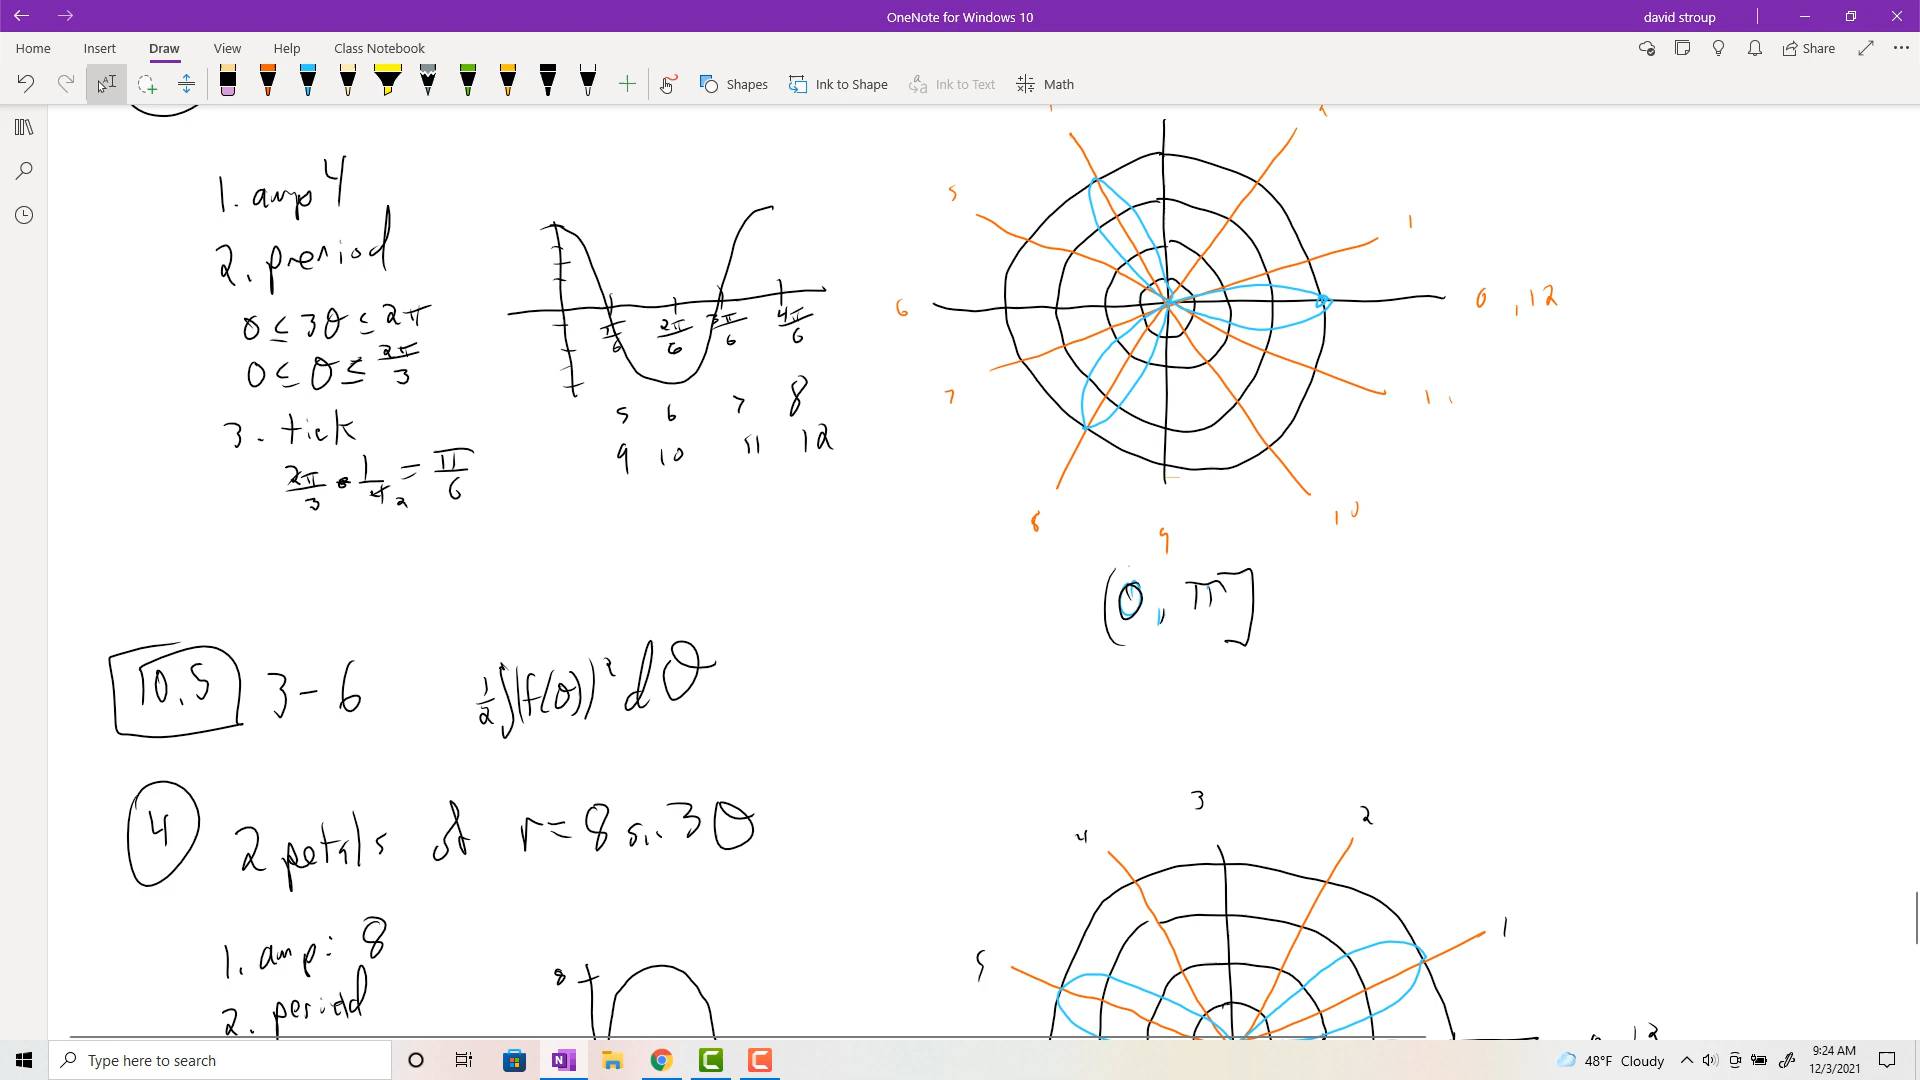 OneNote for Windows 10
david stroup
Home Insert Draw View Help Class Notebook
Share
Shapes Ink to Shape Ink to Text Math
1. amp 4
2. preriod
0 ≤ 3θ ≤ 2π
0 ≤ θ ≤ 2π/3
3. tick
2π/3 · 1/4 2 = π/6
π/6 2π/6 3π/6 4π/6
5 6 7 8
9 10 11 12
5
1
6
0, 12
7
8
9
10
[0, π]
10.5 3-6 1/2 ∫(f(θ))² dθ
4 2 petals of r = 8 sin 3θ
1. amp: 8
2. period
8
3
4
2
5
1
Type here to search
48°F Cloudy
9:24 AM
12/3/2021